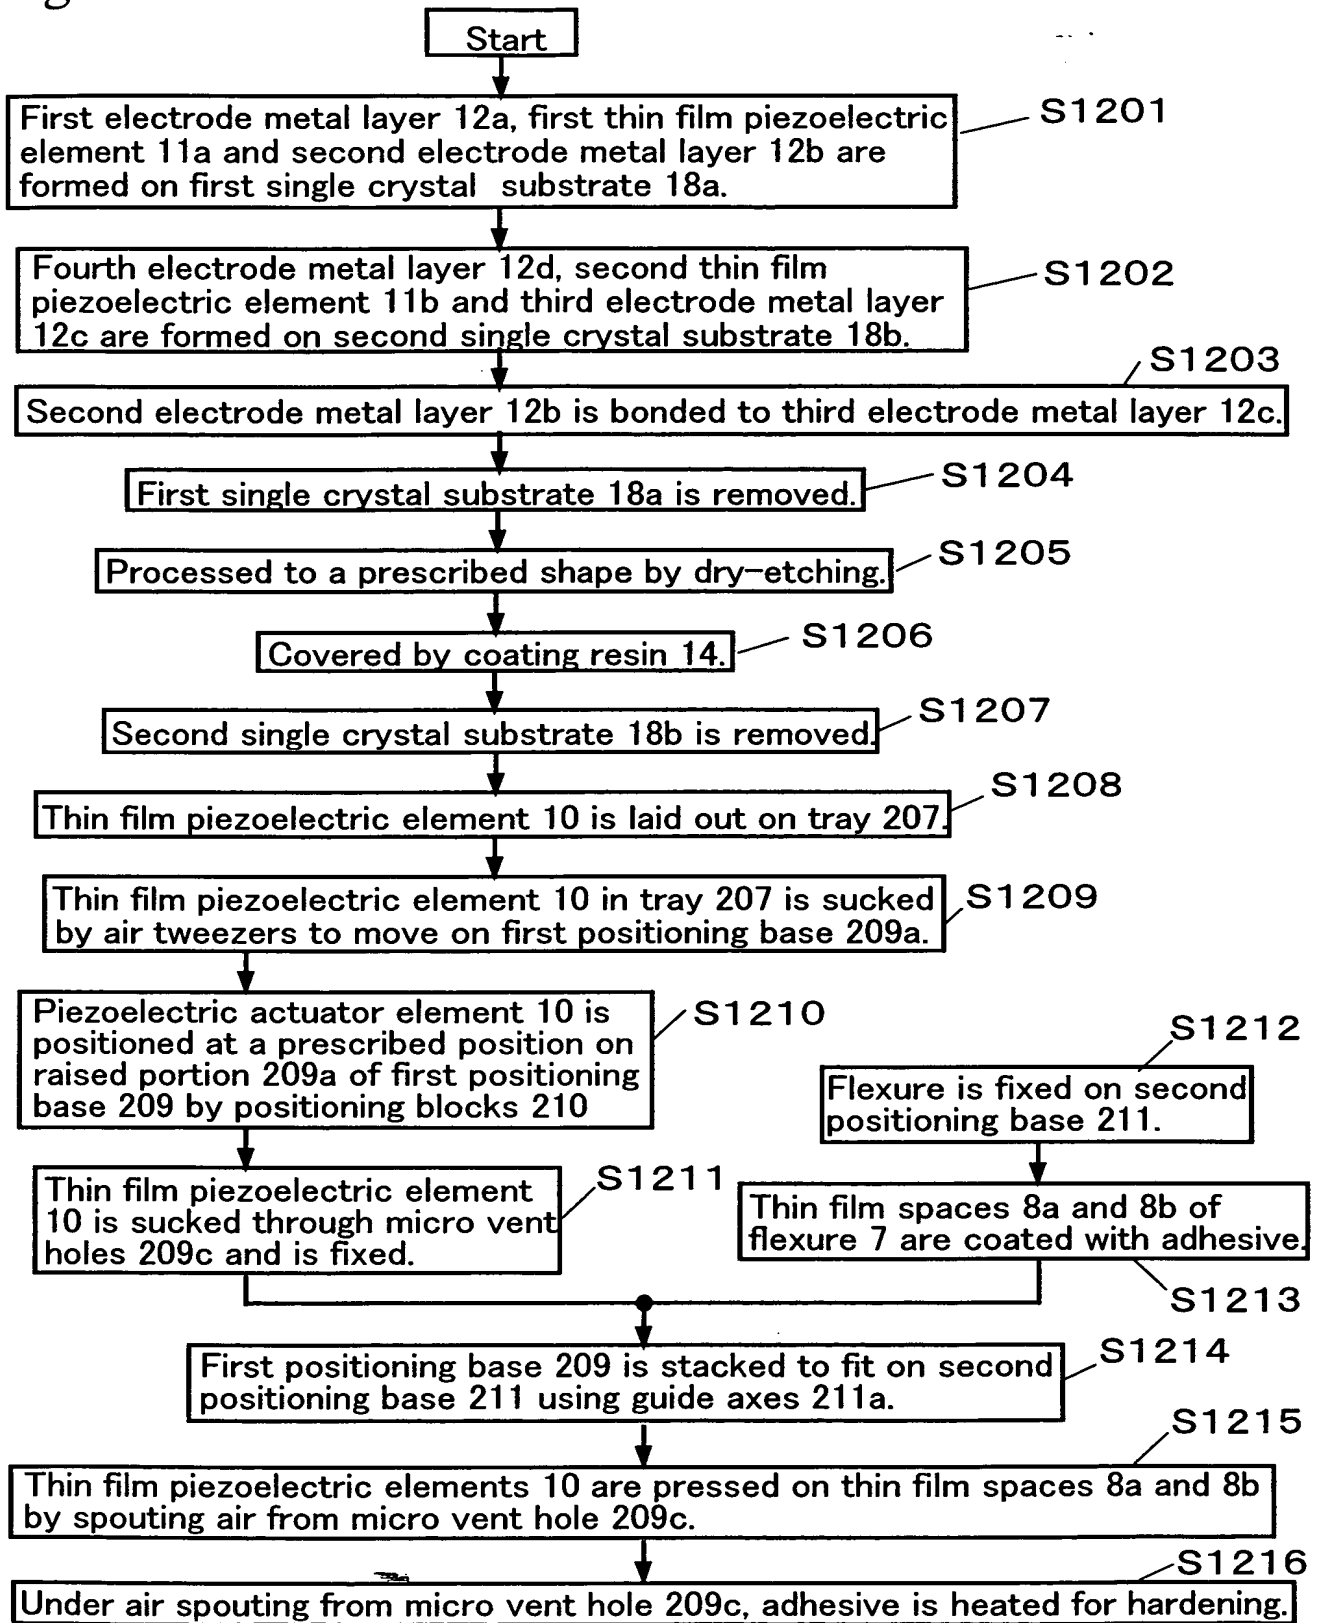 Start
First electrode metal layer 12a, first thin film piezoelectric
element 11a and second electrode metal layer 12b are
formed on first single crystal substrate 18a.
S1201
Fourth electrode metal layer 12d, second thin film
piezoelectric element 11b and third electrode metal layer
12c are formed on second single crystal substrate 18b.
S1202
S1203
Second electrode metal layer 12b is bonded to third electrode metal layer 12c.
First single crystal substrate 18a is removed.
S1204
Processed to a prescribed shape by dry-etching.
S1205
Covered by coating resin 14.
S1206
Second single crystal substrate 18b is removed.
S1207
Thin film piezoelectric element 10 is laid out on tray 207.
S1208
Thin film piezoelectric element 10 in tray 207 is sucked
by air tweezers to move on first positioning base 209a.
S1209
Piezoelectric actuator element 10 is
positioned at a prescribed position on
raised portion 209a of first positioning
base 209 by positioning blocks 210
S1210
Thin film piezoelectric element
10 is sucked through micro vent
holes 209c and is fixed.
S1211
S1212
Flexure is fixed on second
positioning base 211.
Thin film spaces 8a and 8b of
flexure 7 are coated with adhesive.
S1213
First positioning base 209 is stacked to fit on second
positioning base 211 using guide axes 211a.
S1214
S1215
Thin film piezoelectric elements 10 are pressed on thin film spaces 8a and 8b
by spouting air from micro vent hole 209c.
S1216
Under air spouting from micro vent hole 209c, adhesive is heated for hardening.